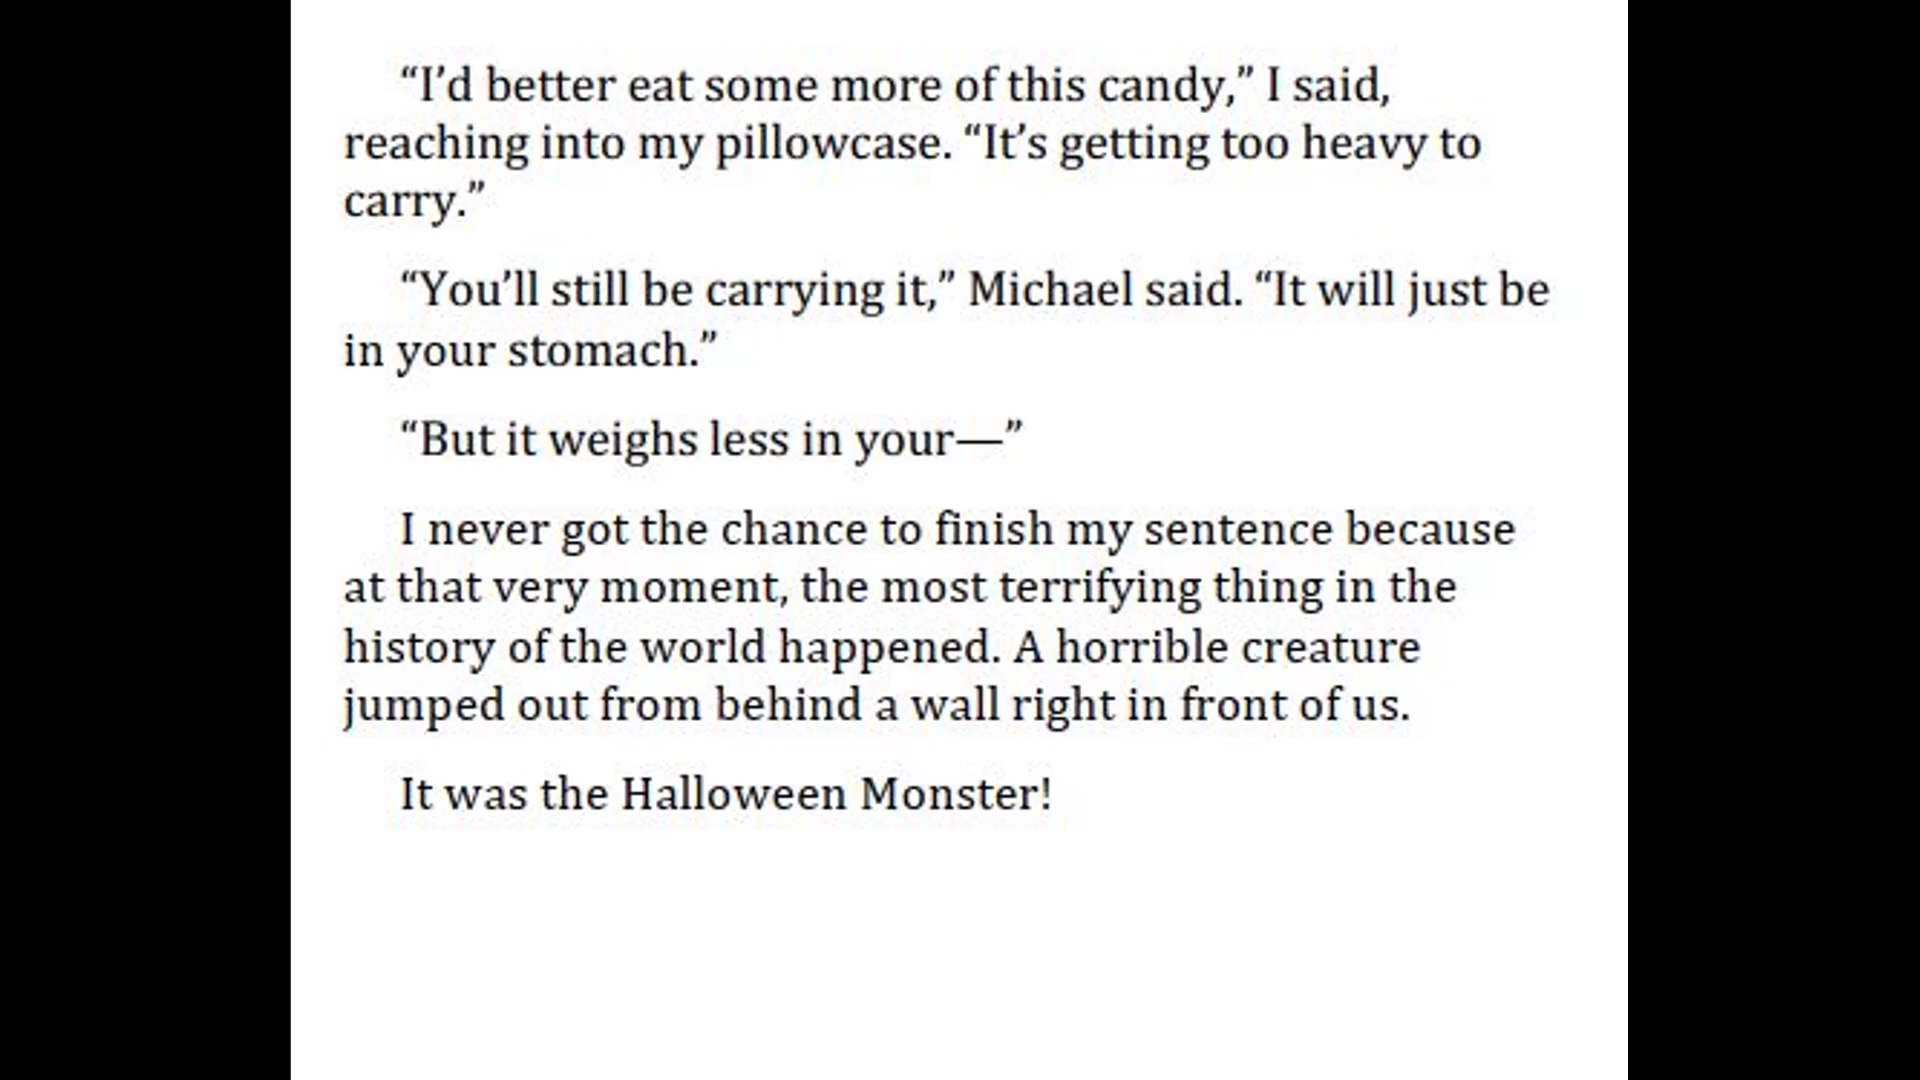 “I’d better eat some more of this candy,” I said,
reaching into my pillowcase. “It’s getting too heavy to
carry.”
“You’ll still be carrying it,” Michael said. “It will just be
in your stomach.”
“But it weighs less in your—”
I never got the chance to finish my sentence because
at that very moment, the most terrifying thing in the
history of the world happened. A horrible creature
jumped out from behind a wall right in front of us.
It was the Halloween Monster!